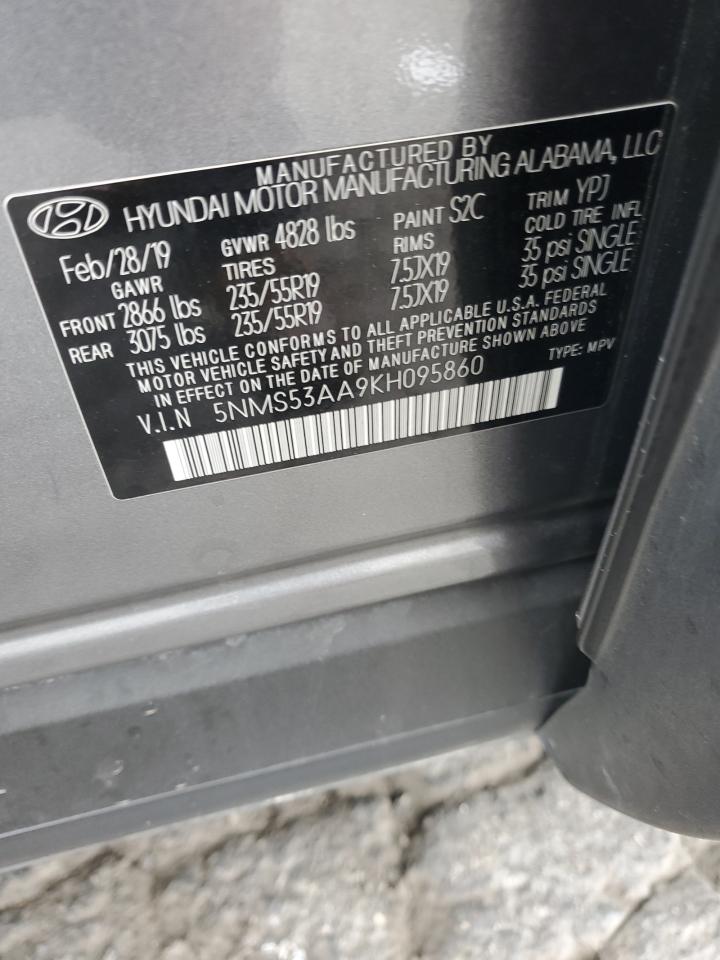 MANUFACTURED BY
HYUNDAI MOTOR MANUFACTURING ALABAMA, LLC
Feb/28/19 GVWR 4828 lbs PAINT S2C TRIM YPJ
GAWR TIRES RIMS COLD TIRE INFL
FRONT 2866 lbs 235/55R19 7.5JX19 35 psi SINGLE
REAR 3075 lbs 235/55R19 7.5JX19 35 psi SINGLE
THIS VEHICLE CONFORMS TO ALL APPLICABLE U.S.A. FEDERAL
MOTOR VEHICLE SAFETY AND THEFT PREVENTION STANDARDS
IN EFFECT ON THE DATE OF MANUFACTURE SHOWN ABOVE
V.I.N 5NMS53AA9KH095860 TYPE: MPV